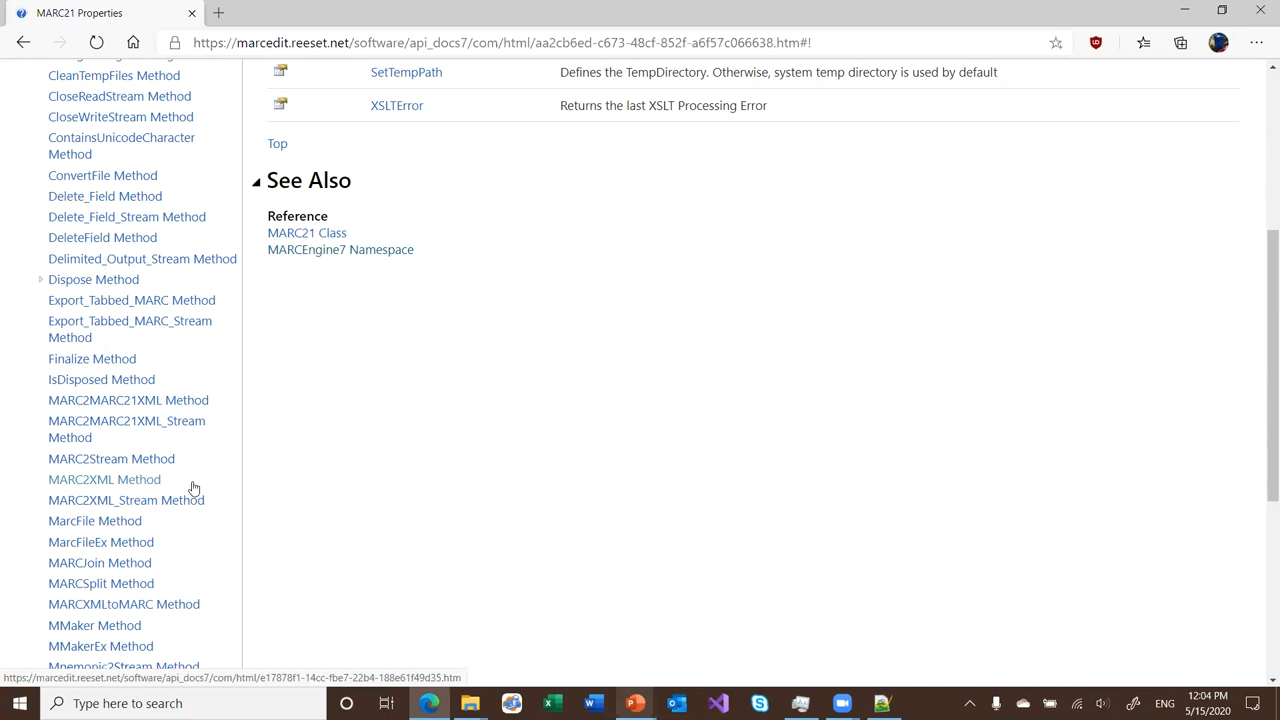 MARC21 Properties
https://marcedit.reeset.net/software/api_docs7/com/html/aa2cb6ed-c673-48cf-852f-a6f57c066638.htm#!
CleanTempFiles Method
CloseReadStream Method
CloseWriteStream Method
ContainsUnicodeCharacter
Method
ConvertFile Method
Delete_Field Method
Delete_Field_Stream Method
DeleteField Method
Delimited_Output_Stream Method
Dispose Method
Export_Tabbed_MARC Method
Export_Tabbed_MARC_Stream
Method
Finalize Method
IsDisposed Method
MARC2MARC21XML Method
MARC2MARC21XML_Stream
Method
MARC2Stream Method
MARC2XML Method
MARC2XML_Stream Method
MarcFile Method
MarcFileEx Method
MARCJoin Method
MARCSplit Method
MARCXMLtoMARC Method
MMaker Method
MMakerEx Method
Mnemonic2Stream Method
SetTempPath Defines the TempDirectory. Otherwise, system temp directory is used by default
XSLTError Returns the last XSLT Processing Error
Top
See Also
Reference
MARC21 Class
MARCEngine7 Namespace
https://marcedit.reeset.net/software/api_docs7/com/html/e17878f1-14cc-fbe7-22b4-188e61f49d35.htm
Type here to search
ENG
12:04 PM
5/15/2020